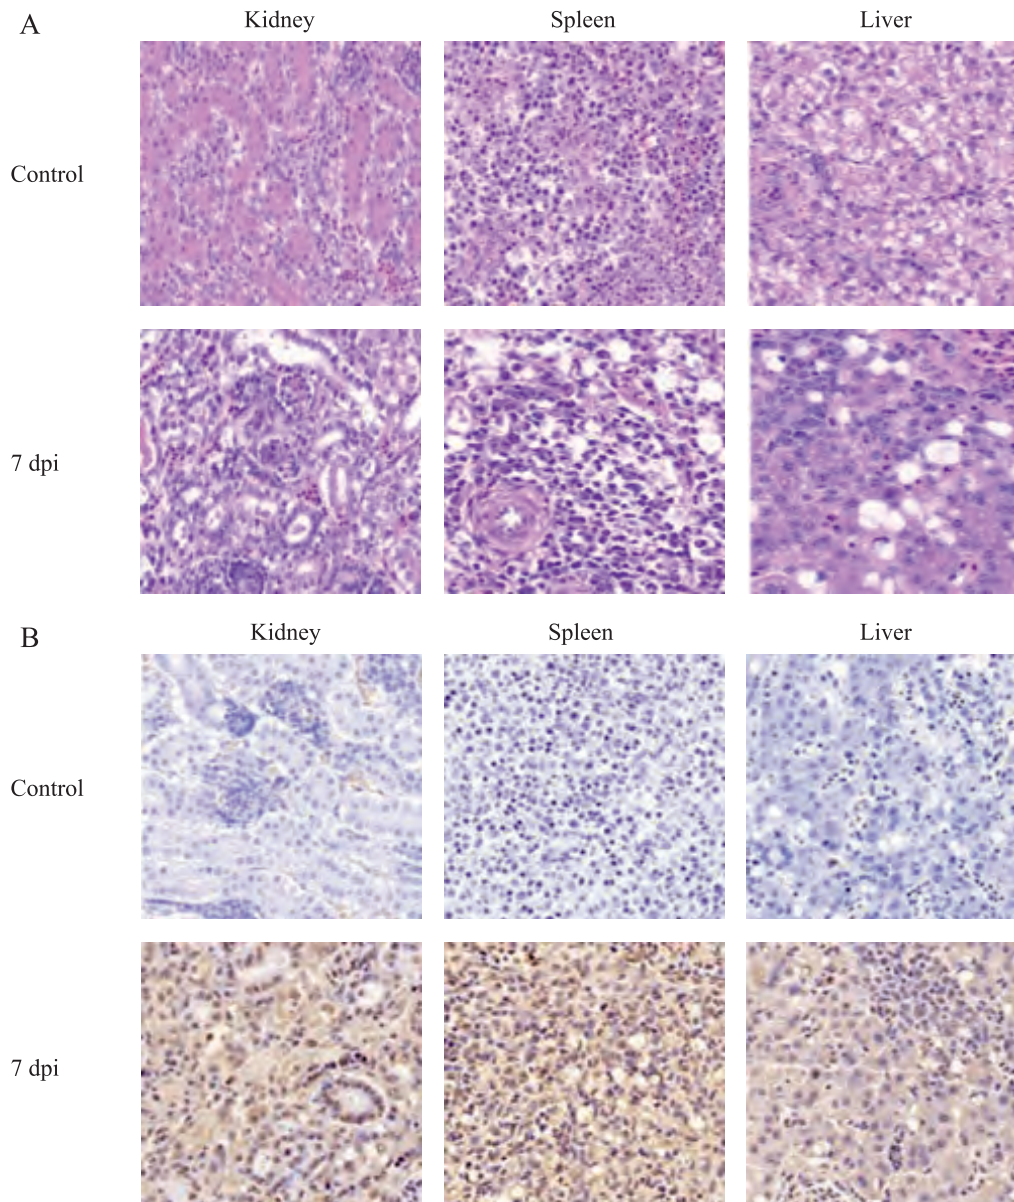 A Kidney Spleen Liver
Control
7 dpi
B Kidney Spleen Liver
Control
7 dpi